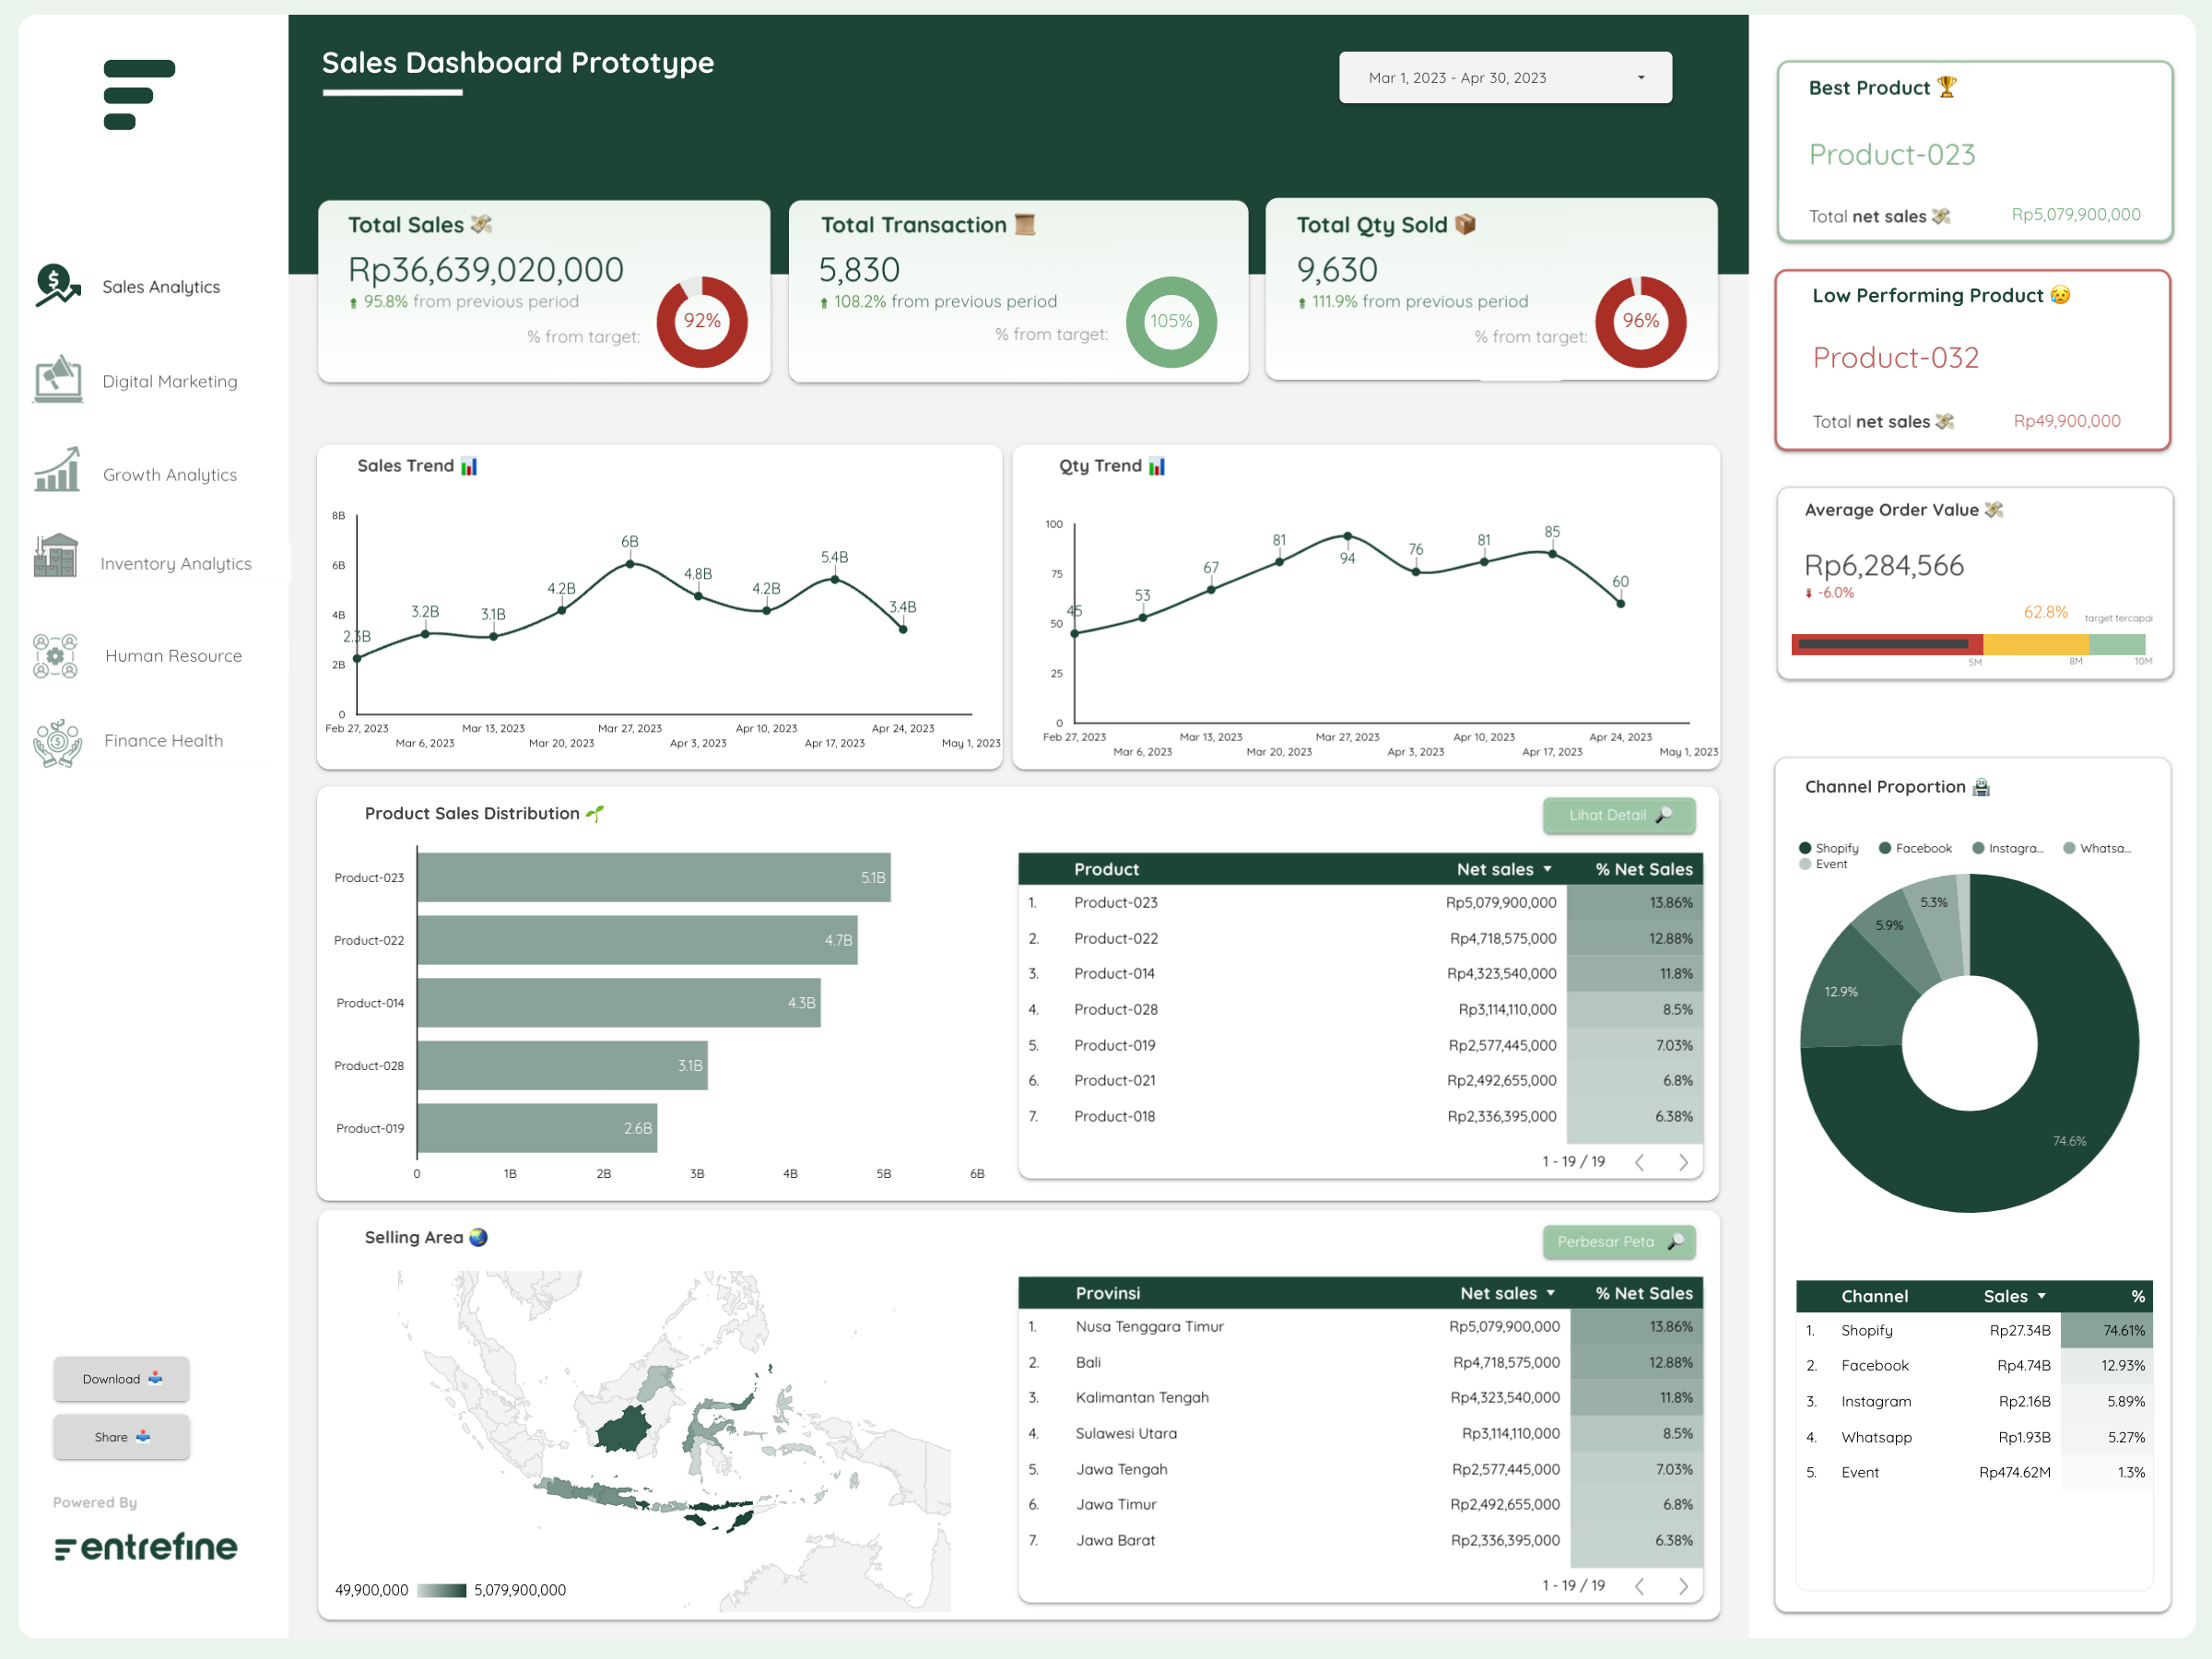 Sales Dashboard Prototype
Mar 1, 2023 - Apr 30, 2023
Sales Analytics
Digital Marketing
Growth Analytics
Inventory Analytics
Human Resource
Finance Health
Download
Share
Powered By
entrefine
Total Sales
Rp36,639,020,000
95.8% from previous period
% from target:
92%
Total Transaction
5,830
108.2% from previous period
% from target:
105%
Total Qty Sold
9,630
111.9% from previous period
% from target:
96%
Sales Trend
8B
6B
4B
2B
0
2.3B
3.2B
3.1B
4.2B
6B
4.8B
4.2B
5.4B
3.4B
Feb 27, 2023
Mar 6, 2023
Mar 13, 2023
Mar 20, 2023
Mar 27, 2023
Apr 3, 2023
Apr 10, 2023
Apr 17, 2023
Apr 24, 2023
May 1, 2023
Qty Trend
100
75
50
25
0
45
53
67
81
94
76
81
85
60
Feb 27, 2023
Mar 6, 2023
Mar 13, 2023
Mar 20, 2023
Mar 27, 2023
Apr 3, 2023
Apr 10, 2023
Apr 17, 2023
Apr 24, 2023
May 1, 2023
Product Sales Distribution
Lihat Detail
Product-023 5.1B
Product-022 4.7B
Product-014 4.3B
Product-028 3.1B
Product-019 2.6B
0 1B 2B 3B 4B 5B 6B
Product Net sales % Net Sales
1. Product-023 Rp5,079,900,000 13.86%
2. Product-022 Rp4,718,575,000 12.88%
3. Product-014 Rp4,323,540,000 11.8%
4. Product-028 Rp3,114,110,000 8.5%
5. Product-019 Rp2,577,445,000 7.03%
6. Product-021 Rp2,492,655,000 6.8%
7. Product-018 Rp2,336,395,000 6.38%
1 - 19 / 19
Selling Area
Perbesar Peta
49,900,000 5,079,900,000
Provinsi Net sales % Net Sales
1. Nusa Tenggara Timur Rp5,079,900,000 13.86%
2. Bali Rp4,718,575,000 12.88%
3. Kalimantan Tengah Rp4,323,540,000 11.8%
4. Sulawesi Utara Rp3,114,110,000 8.5%
5. Jawa Tengah Rp2,577,445,000 7.03%
6. Jawa Timur Rp2,492,655,000 6.8%
7. Jawa Barat Rp2,336,395,000 6.38%
1 - 19 / 19
Best Product
Product-023
Total net sales Rp5,079,900,000
Low Performing Product
Product-032
Total net sales Rp49,900,000
Average Order Value
Rp6,284,566
-6.0%
62.8% target tercapai
5M 8M 10M
Channel Proportion
Shopify Facebook Instagra... Whatsa...
Event
5.3%
5.9%
12.9%
74.6%
Channel Sales %
1. Shopify Rp27.34B 74.61%
2. Facebook Rp4.74B 12.93%
3. Instagram Rp2.16B 5.89%
4. Whatsapp Rp1.93B 5.27%
5. Event Rp474.62M 1.3%